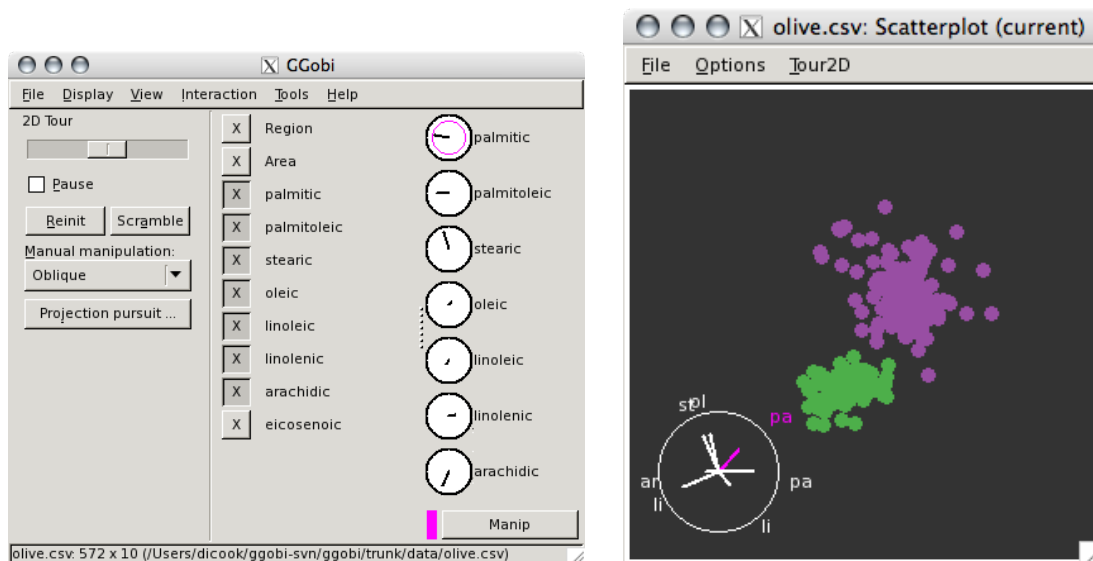 GGobi
File Display View Interaction Tools Help
2D Tour
Pause
Reinit Scramble
Manual manipulation:
Oblique
Projection pursuit ...
X Region
X Area
X palmitic
X palmitoleic
X stearic
X oleic
X linoleic
X linolenic
X arachidic
X eicosenoic
palmitic
palmitoleic
stearic
oleic
linoleic
linolenic
arachidic
Manip
olive.csv: 572 x 10 (/Users/dicook/ggobi-svn/ggobi/trunk/data/olive.csv)
X olive.csv: Scatterplot (current)
File Options Tour2D
st
pa
ar
li
pa
li